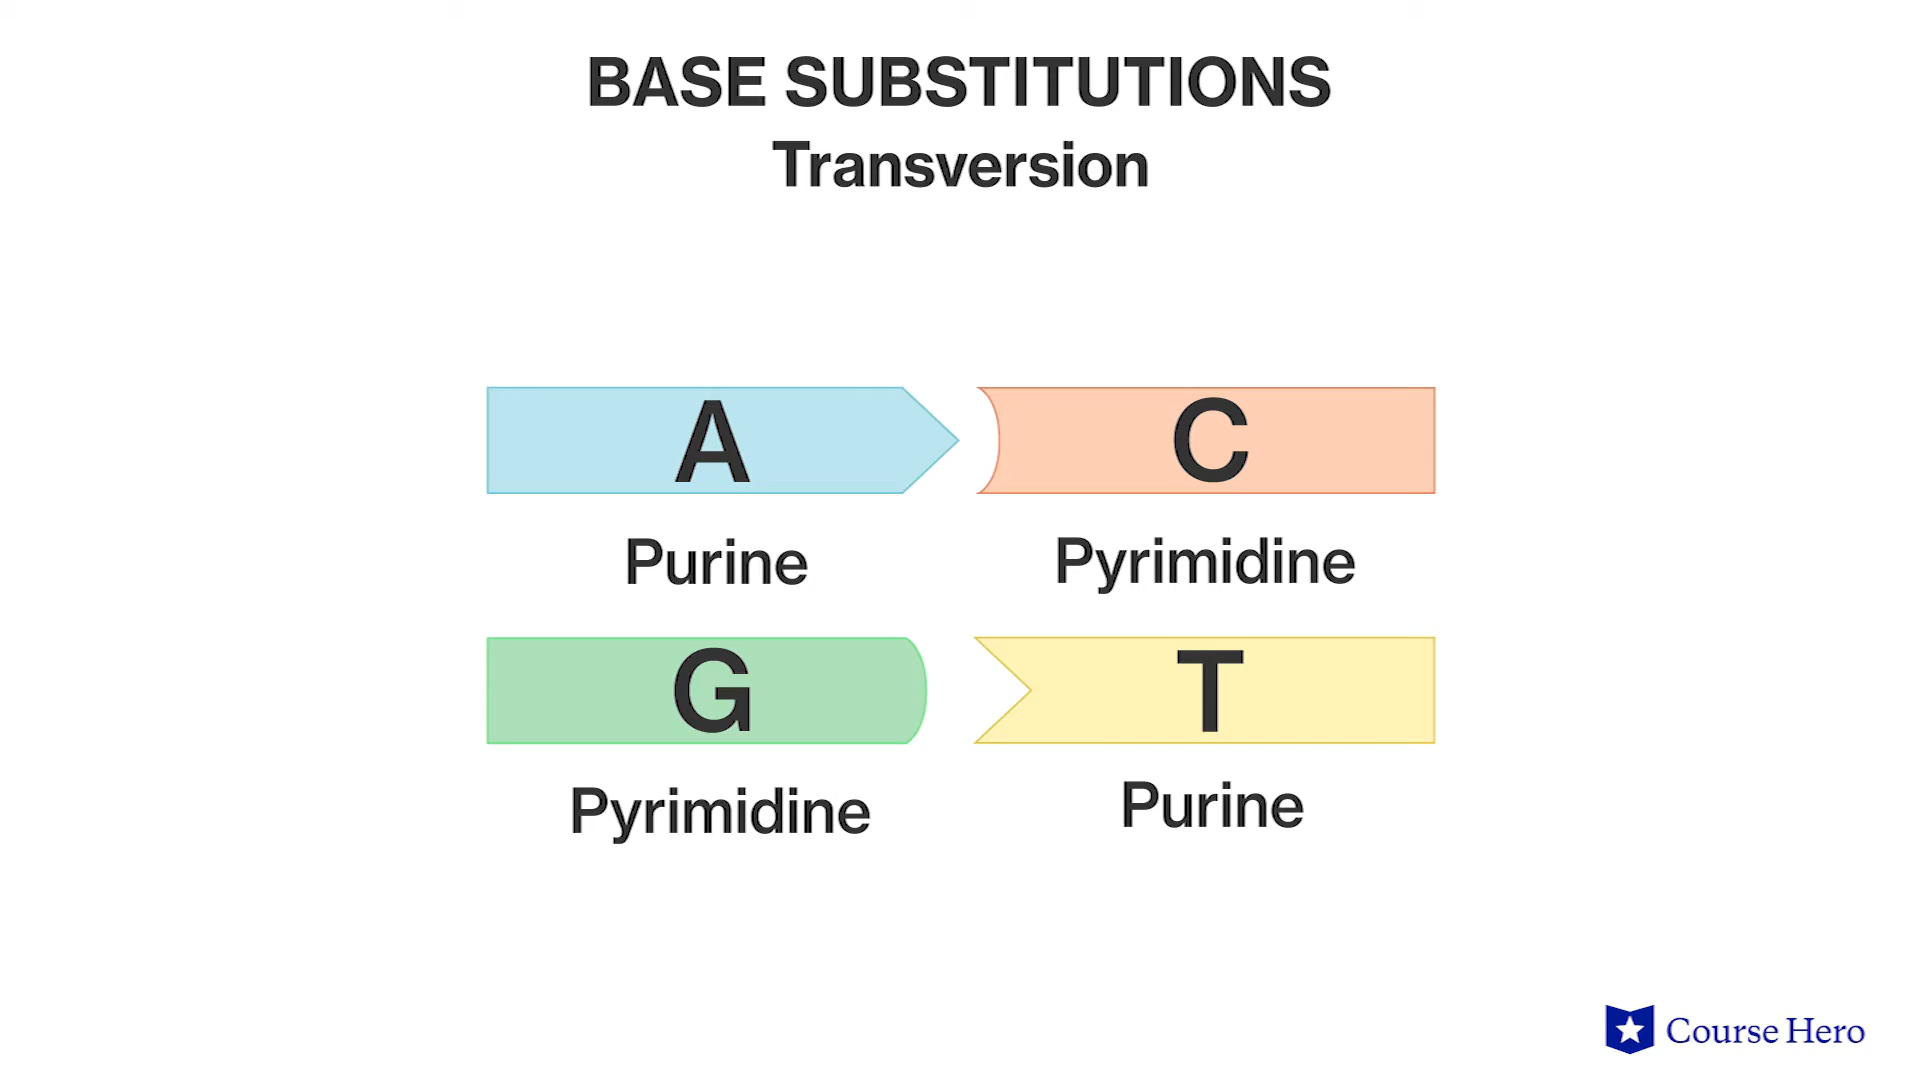 BASE SUBSTITUTIONS
Transversion
A C
Purine Pyrimidine
G T
Pyrimidine Purine
Course Hero